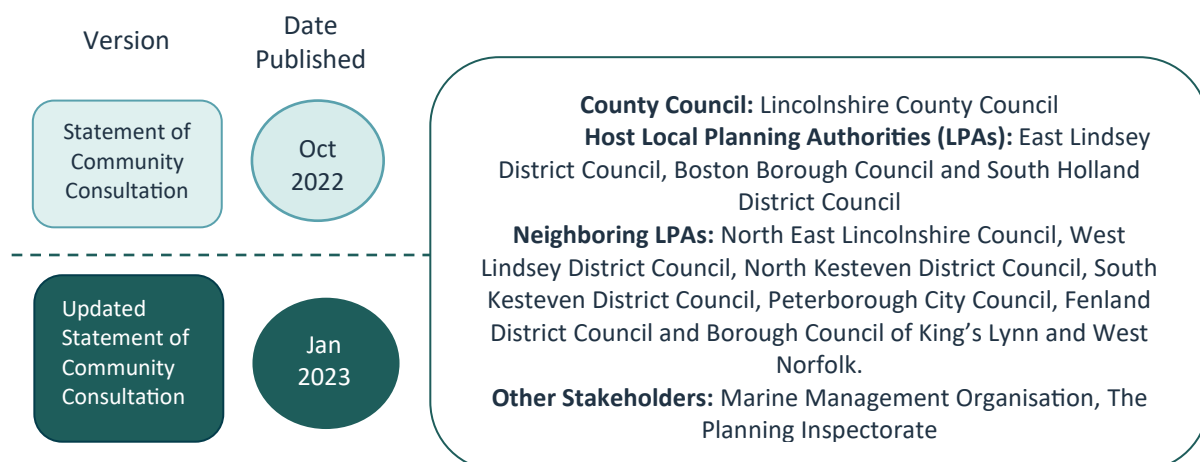 Version
Date
Published
Statement of
Community
Consultation
Oct
2022
Updated
Statement of
Community
Consultation
Jan
2023
County Council: Lincolnshire County Council
Host Local Planning Authorities (LPAs): East Lindsey
District Council, Boston Borough Council and South Holland
District Council
Neighboring LPAs: North East Lincolnshire Council, West
Lindsey District Council, North Kesteven District Council, South
Kesteven District Council, Peterborough City Council, Fenland
District Council and Borough Council of King’s Lynn and West
Norfolk.
Other Stakeholders: Marine Management Organisation, The
Planning Inspectorate